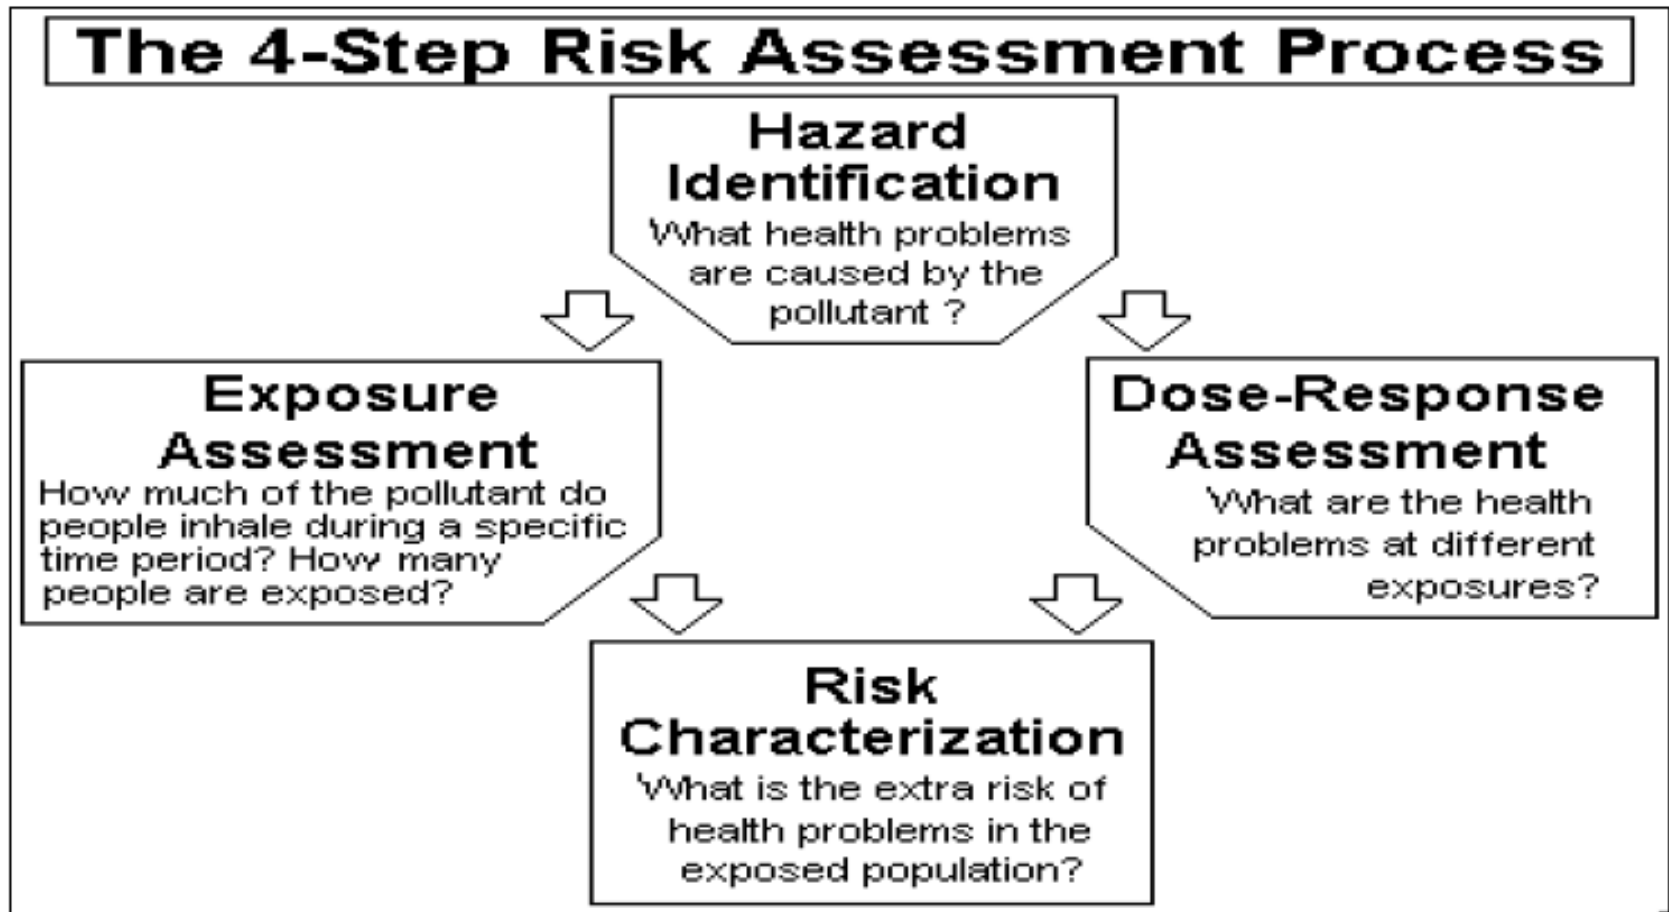 The 4-Step Risk Assessment Process
Hazard
Identification
What health problems
are caused by the
pollutant ?
Exposure
Assessment
How much of the pollutant do
people inhale during a specific
time period? How many
people are exposed?
Dose-Response
Assessment
What are the health
problems at different
exposures?
Risk
Characterization
What is the extra risk of
health problems in the
exposed population?